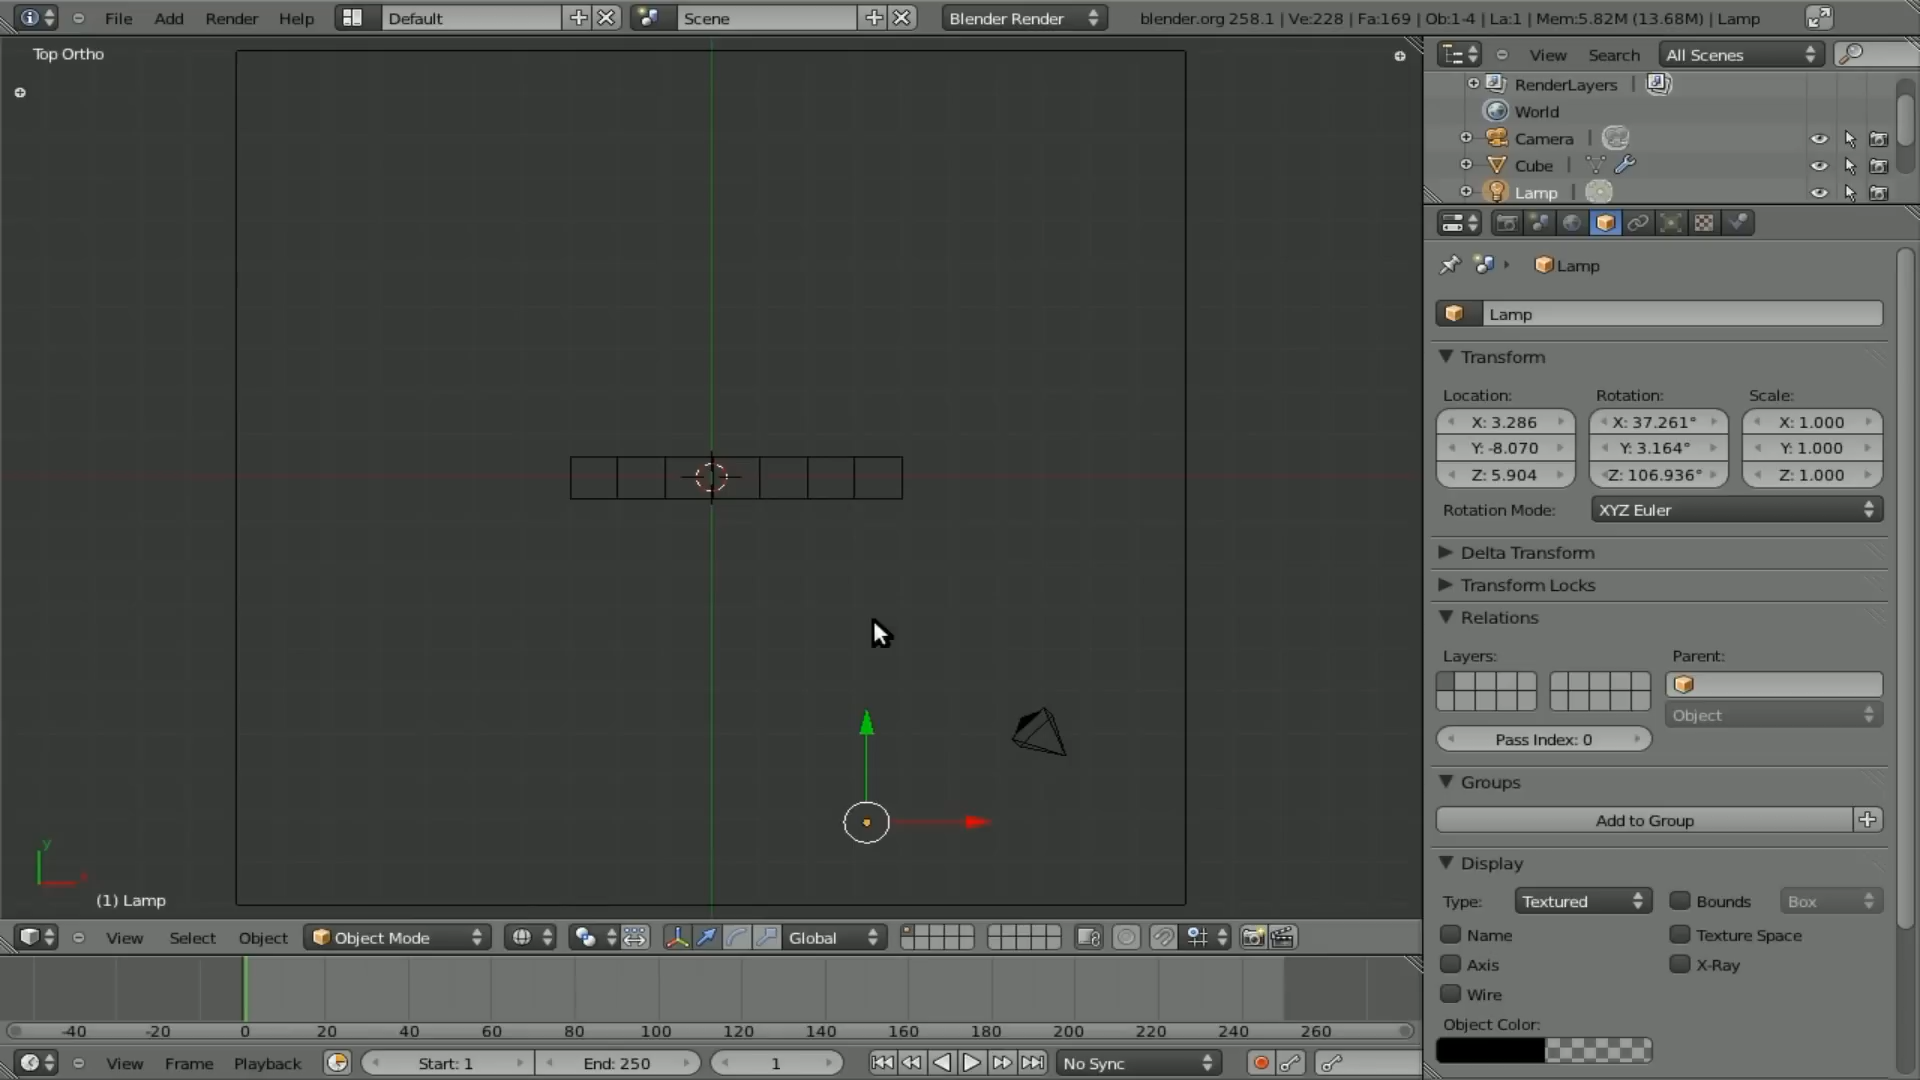 File Add Render Help Default Scene Blender Render blender.org 258.1 | Ve:228 | Fa:169 | Ob:1-4 | La:1 | Mem:5.82M (13.68M) | Lamp
Top Ortho
View Search All Scenes
RenderLayers
World
Camera
Cube
Lamp
Lamp
Lamp
Transform
Location: Rotation: Scale:
X: 3.286 X: 37.261° X: 1.000
Y: -8.070 Y: 3.164° Y: 1.000
Z: 5.904 Z: 106.936° Z: 1.000
Rotation Mode: XYZ Euler
Delta Transform
Transform Locks
Relations
Layers: Parent:
Object
Pass Index: 0
Groups
Add to Group
Display
Type: Textured Bounds Box
Name Texture Space
Axis X-Ray
Wire
Object Color:
y
x
(1) Lamp
View Select Object Object Mode Global
-40 -20 0 20 40 60 80 100 120 140 160 180 200 220 240 260
View Frame Playback Start: 1 End: 250 1 No Sync